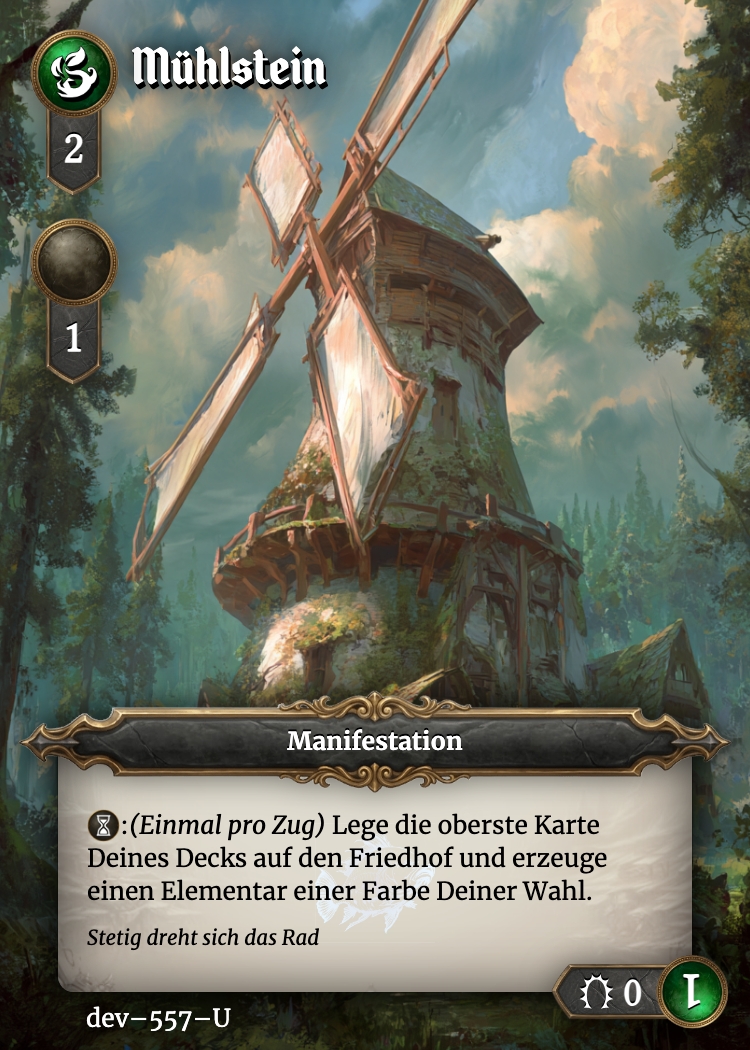 Mühlstein
2
1
Manifestation
:(Einmal pro Zug) Lege die oberste Karte
Deines Decks auf den Friedhof und erzeuge
einen Elementar einer Farbe Deiner Wahl.
Stetig dreht sich das Rad
0 1
dev–557–U